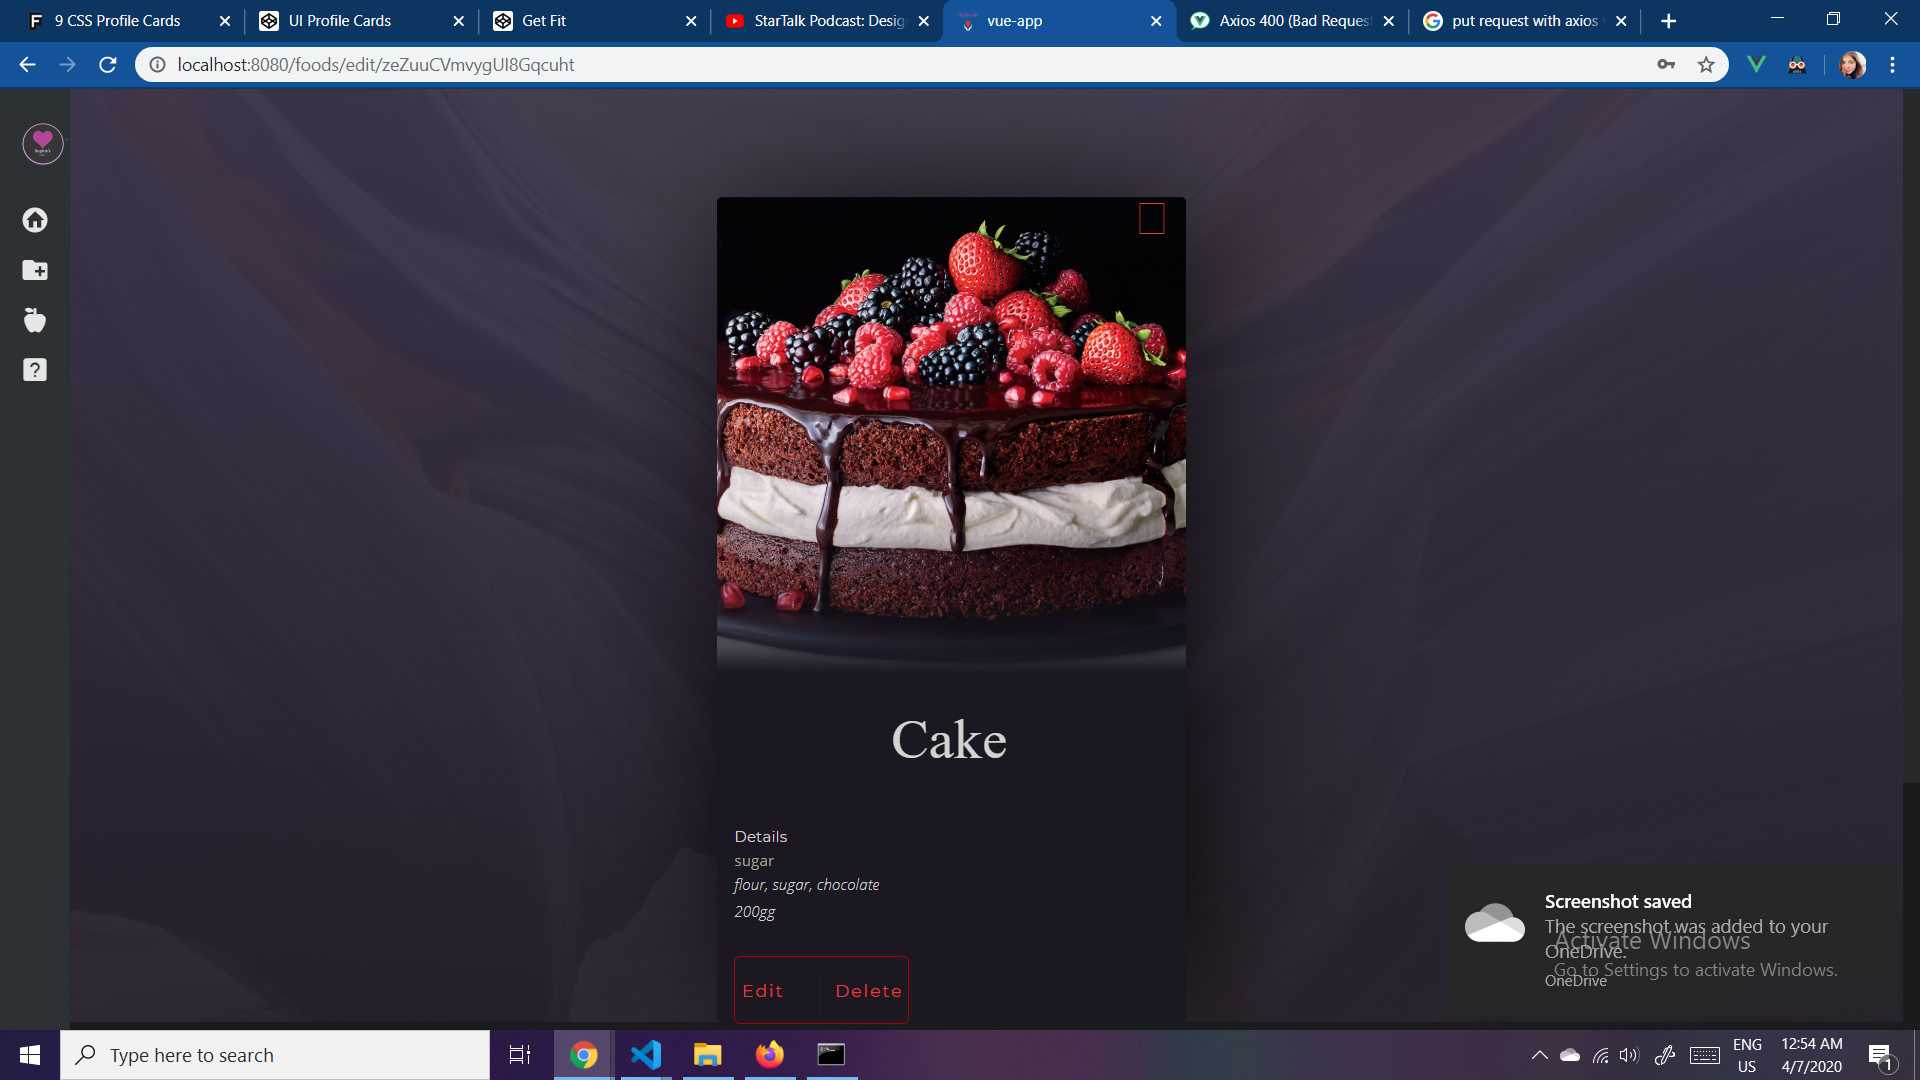 9 CSS Profile Cards
UI Profile Cards
Get Fit
StarTalk Podcast: Desig
vue-app
Axios 400 (Bad Reques
put request with axios
localhost:8080/foods/edit/zeZuuCVmvygUI8Gqcuht
Cake
Details
sugar
flour, sugar, chocolate
200gg
Edit
Delete
Screenshot saved
The screenshot was added to your
OneDrive.
OneDrive
Activate Windows
Go to Settings to activate Windows.
Type here to search
ENG
US
12:54 AM
4/7/2020
1